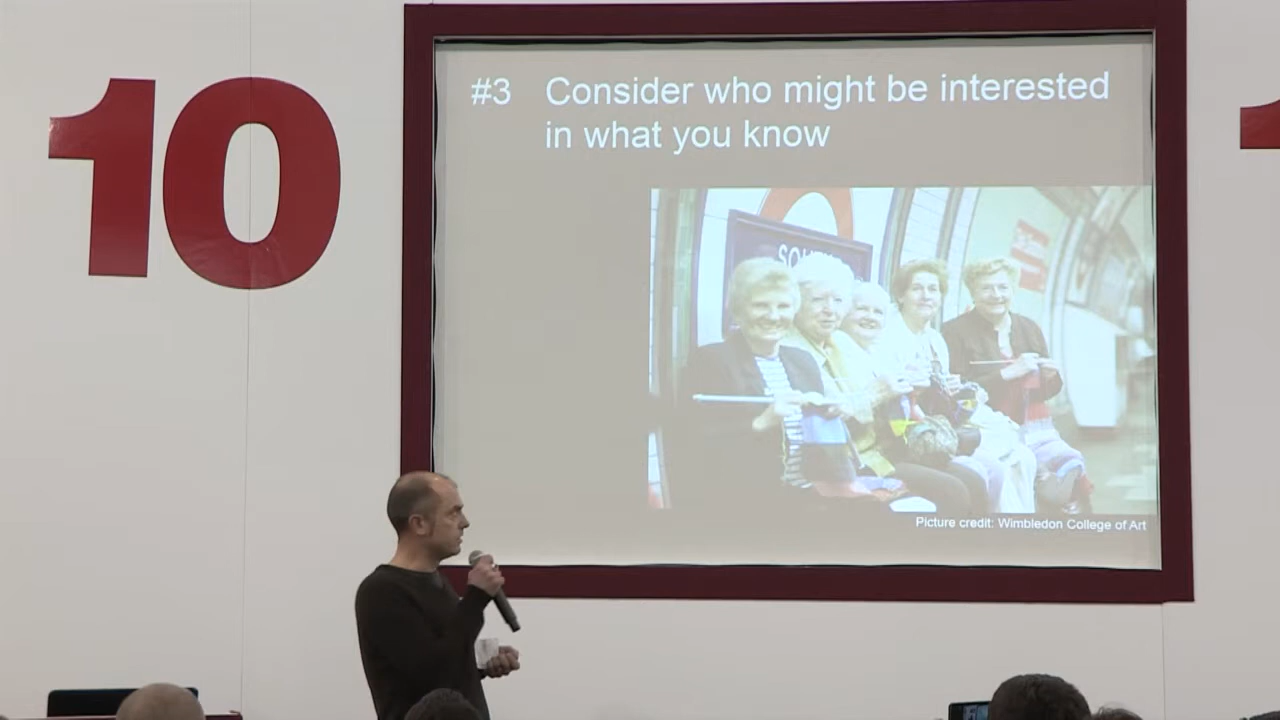 10
#3 Consider who might be interested
in what you know
Picture credit: Wimbledon College of Art